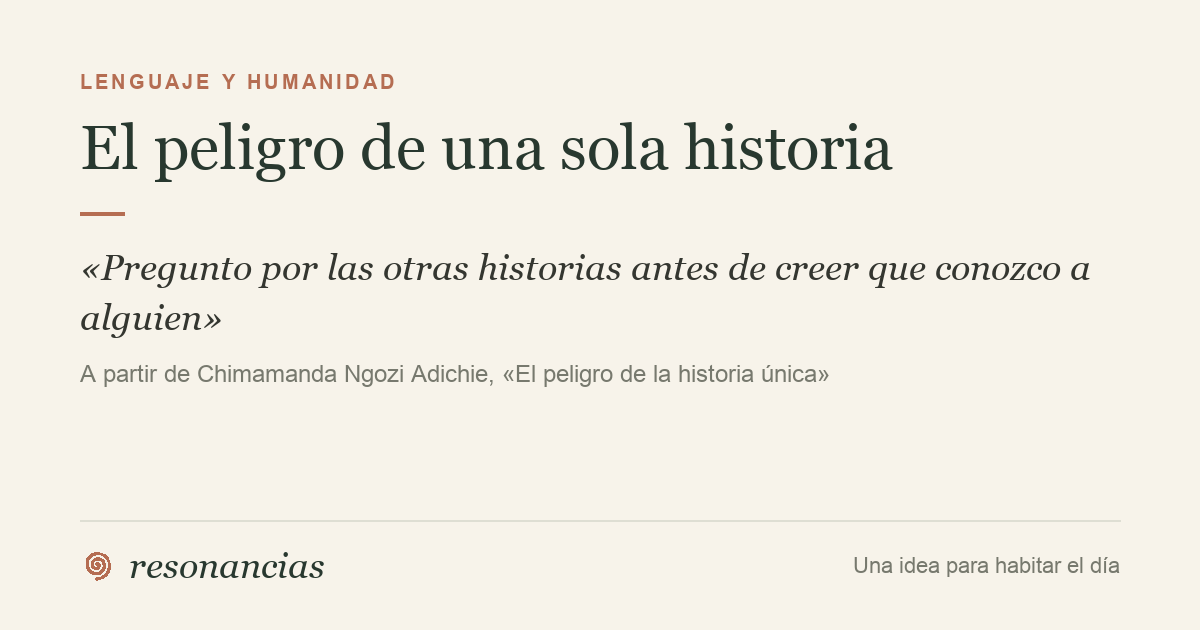 LENGUAJE Y HUMANIDAD
El peligro de una sola historia
«Pregunto por las otras historias antes de creer que conozco a
alguien»
A partir de Chimamanda Ngozi Adichie, «El peligro de la historia única»
resonancias
Una idea para habitar el día